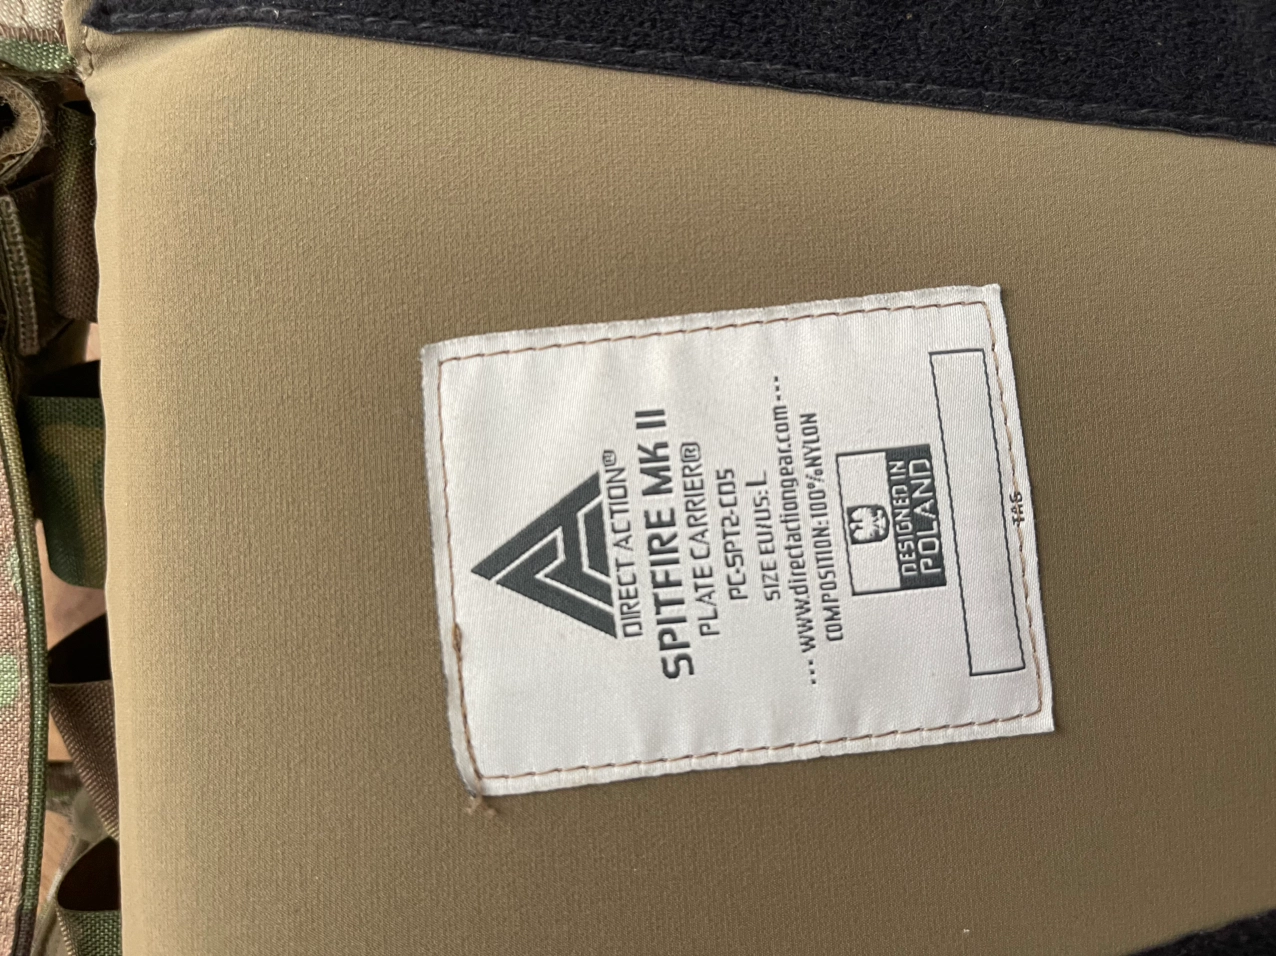 DIRECT ACTION®
SPITFIRE MK II
PLATE CARRIER®
PC-SPT2-CD5
SIZE EU/US: L
--- www.directactiongear.com ---
COMPOSITION: 100%NYLON
DESIGNED IN
POLAND